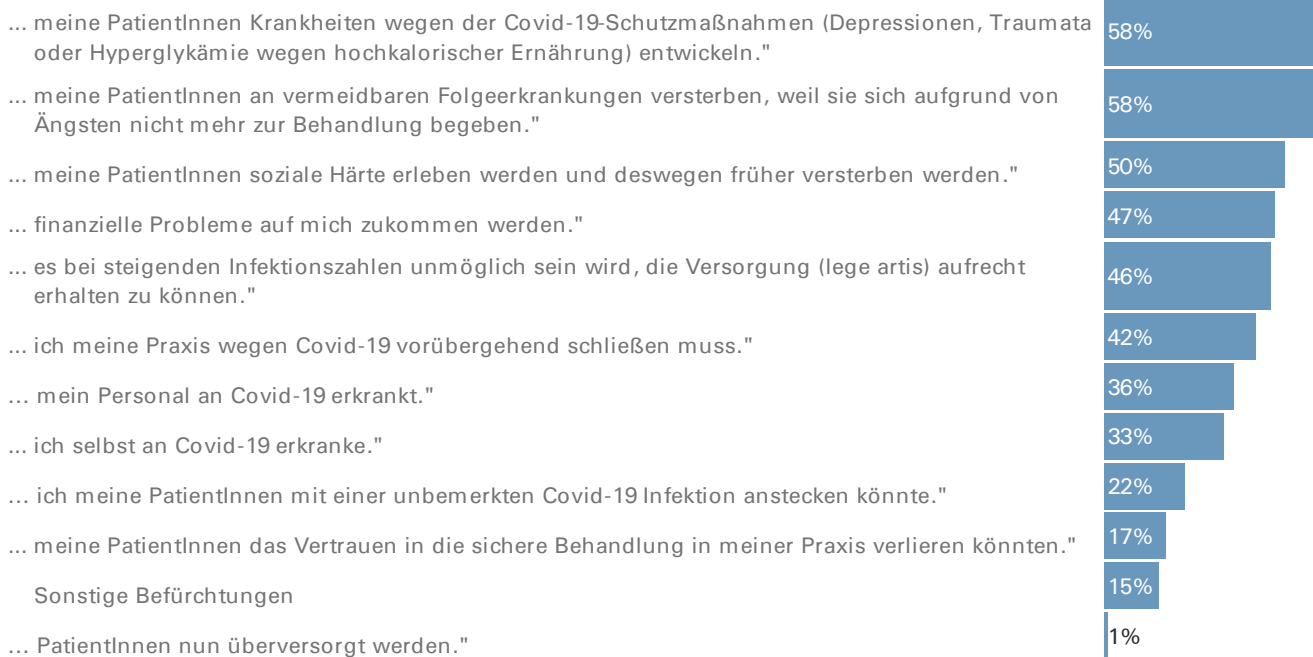 ... meine PatientInnen Krankheiten wegen der Covid-19-Schutzmaßnahmen (Depressionen, Traumata
oder Hyperglykämie wegen hochkalorischer Ernährung) entwickeln."
58%
... meine PatientInnen an vermeidbaren Folgeerkrankungen versterben, weil sie sich aufgrund von
Ängsten nicht mehr zur Behandlung begeben."
58%
... meine PatientInnen soziale Härte erleben werden und deswegen früher versterben werden."
50%
... finanzielle Probleme auf mich zukommen werden."
47%
... es bei steigenden Infektionszahlen unmöglich sein wird, die Versorgung (lege artis) aufrecht
erhalten zu können."
46%
... ich meine Praxis wegen Covid-19 vorübergehend schließen muss."
42%
... mein Personal an Covid-19 erkrankt."
36%
... ich selbst an Covid-19 erkranke."
33%
... ich meine PatientInnen mit einer unbemerkten Covid-19 Infektion anstecken könnte."
22%
... meine PatientInnen das Vertrauen in die sichere Behandlung in meiner Praxis verlieren könnten."
17%
Sonstige Befürchtungen
15%
... PatientInnen nun überversorgt werden."
1%